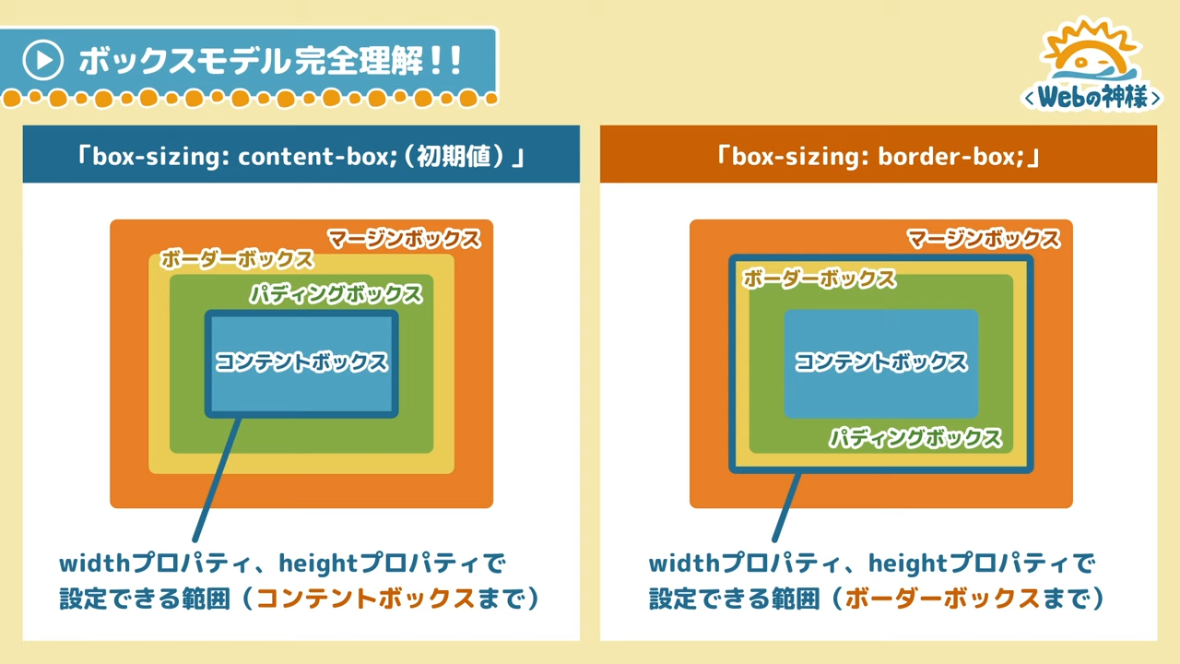 ボックスモデル完全理解！！
<Webの神様>
「box-sizing: content-box;（初期値）」
マージンボックス
ボーダーボックス
パディングボックス
コンテントボックス
widthプロパティ、heightプロパティで
設定できる範囲（コンテントボックスまで）
「box-sizing: border-box;」
マージンボックス
ボーダーボックス
コンテントボックス
パディングボックス
widthプロパティ、heightプロパティで
設定できる範囲（ボーダーボックスまで）